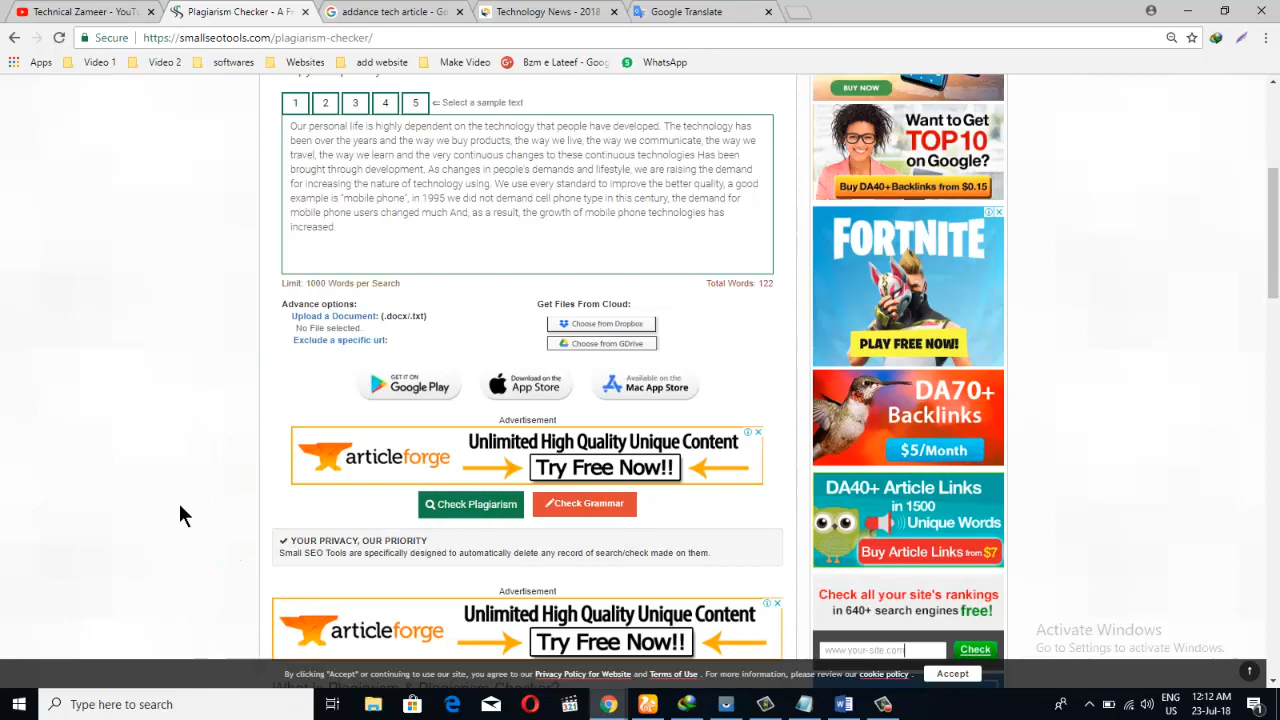 Technical Zaman - YouT
Plagiarism Checker - A F
addance article - Go
Technology News - 2018
Google Translate
Secure
https://smallseotools.com/plagiarism-checker/
Apps
Video 1
Video 2
softwares
Websites
add website
Make Video
Bzm e Lateef - Goog
WhatsApp
1
2
3
4
5
⇐ Select a sample text
Our personal life is highly dependent on the technology that people have developed. The technology has
been over the years and the way we buy products, the way we live, the way we communicate, the way we
travel, the way we learn and the very continuous changes to these continuous technologies Has been
brought through development. As changes in people's demands and lifestyle, we are raising the demand
for increasing the nature of technology using. We use every standard to improve the better quality, a good
example is "mobile phone", in 1995 we did not demand cell phone type in this century, the demand for
mobile phone users changed much And, as a result, the growth of mobile phone technologies has
increased.
Limit: 1000 Words per Search
Total Words: 122
Advance options:
Upload a Document: (.docx/.txt)
No File selected.
Exclude a specific url:
Get Files From Cloud:
Choose from Dropbox
Choose from GDrive
GET IT ON
Google Play
Download on the
App Store
Available on the
Mac App Store
Advertisement
articleforge
Unlimited High Quality Unique Content
Try Free Now!!
Check Plagiarism
Check Grammar
✔ YOUR PRIVACY, OUR PRIORITY
Small SEO Tools are specifically designed to automatically delete any record of search/check made on them.
Advertisement
articleforge
Unlimited High Quality Unique Content
Try Free Now!!
BUY NOW
Want to Get
TOP 10
on Google?
Buy DA40+Backlinks from $0.15
FORTNITE
PLAY FREE NOW!
DA70+
Backlinks
$5/Month
DA40+ Article Links
in 1500
Unique Words
Buy Article Links from $7
Check all your site's rankings
in 640+ search engines free!
www.your-site.com
Check
Activate Windows
Go to Settings to activate Windows.
By clicking "Accept" or continuing to use our site, you agree to our Privacy Policy for Website and Terms of Use . For more information, please review our cookie policy .
Accept
Type here to search
ENG
US
12:12 AM
23-Jul-18